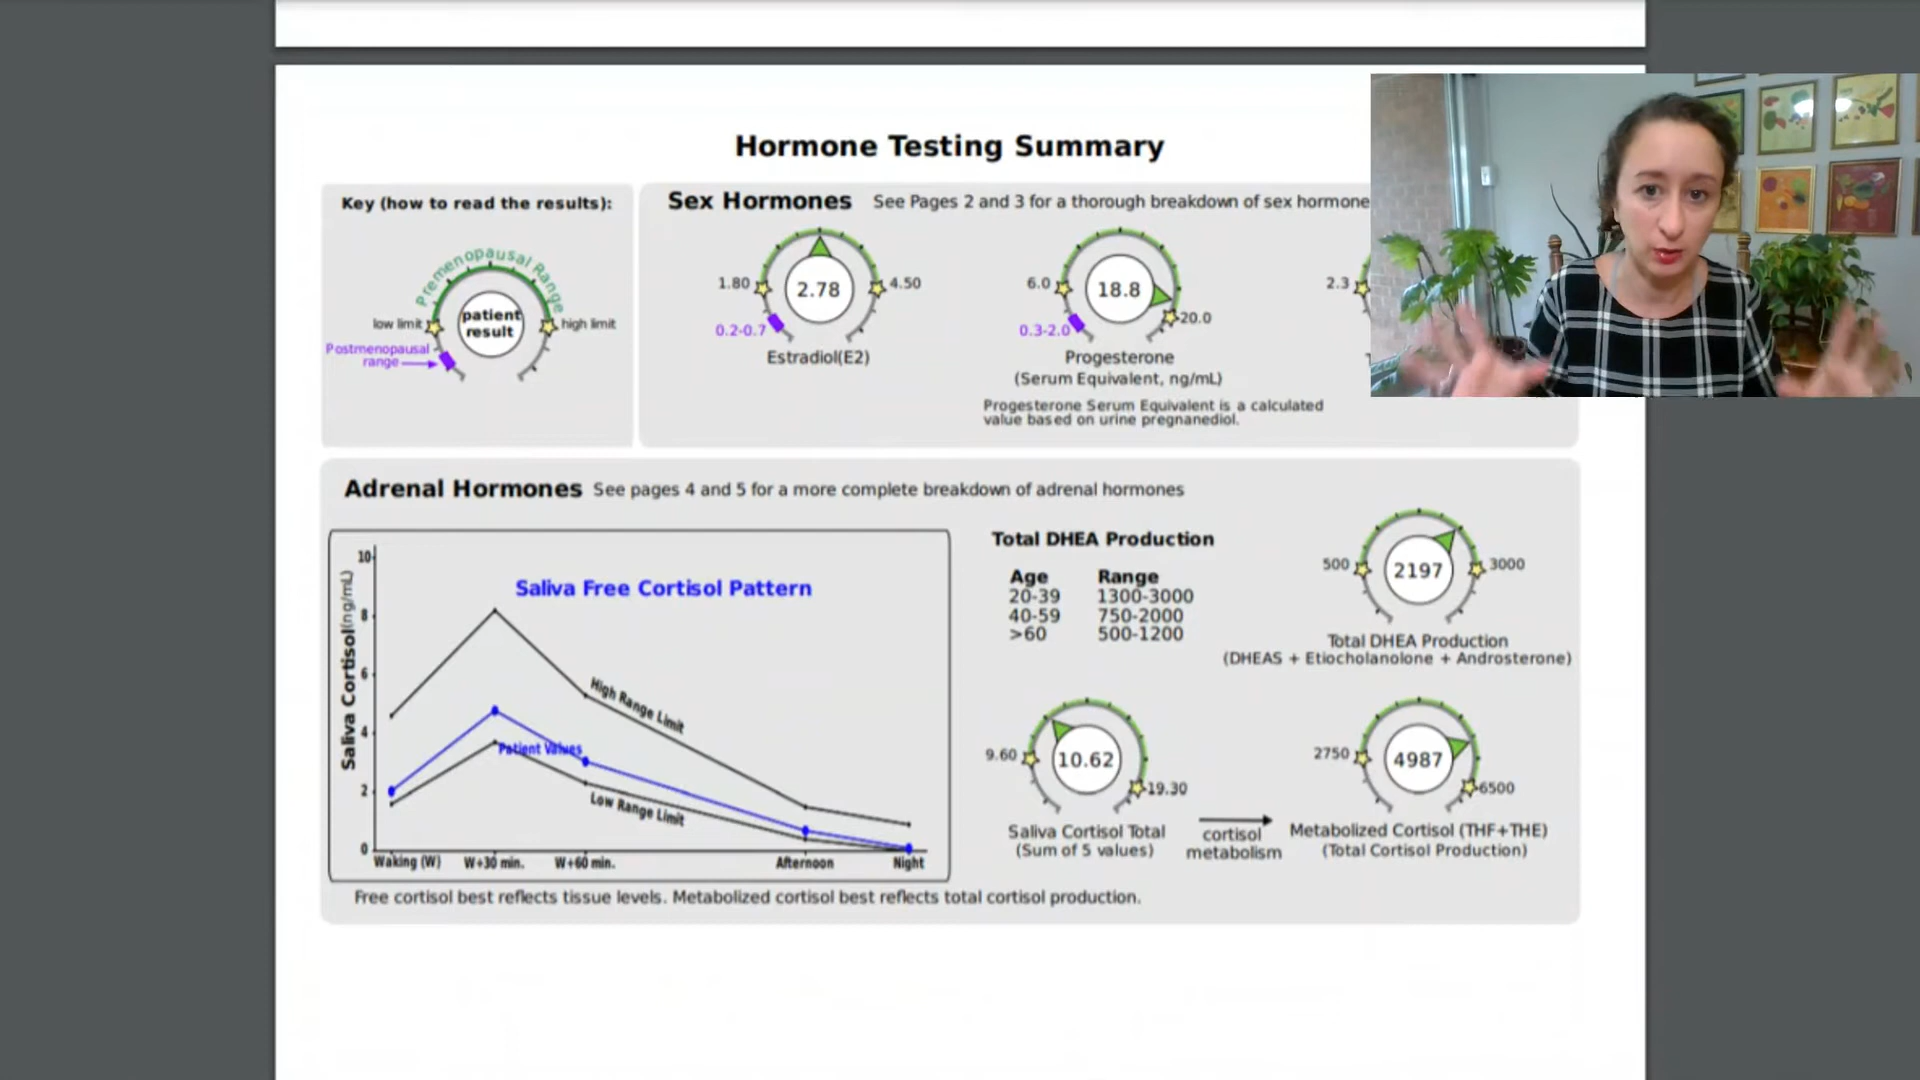 Hormone Testing Summary
Key (how to read the results):
Premenopausal Range
patient
result
low limit
high limit
Postmenopausal
range
Sex Hormones See Pages 2 and 3 for a thorough breakdown of sex hormone
1.80
2.78
4.50
0.2-0.7
Estradiol(E2)
6.0
18.8
20.0
0.3-2.0
Progesterone
(Serum Equivalent, ng/mL)
Progesterone Serum Equivalent is a calculated
value based on urine pregnanediol.
2.3
Adrenal Hormones See pages 4 and 5 for a more complete breakdown of adrenal hormones
Saliva Free Cortisol Pattern
Saliva Cortisol(ng/mL)
10
8
6
4
2
0
High Range Limit
Patient Values
Low Range Limit
Waking (W) W+30 min. W+60 min. Afternoon Night
Total DHEA Production
Age Range
20-39 1300-3000
40-59 750-2000
>60 500-1200
500
2197
3000
Total DHEA Production
(DHEAS + Etiocholanolone + Androsterone)
9.60
10.62
19.30
Saliva Cortisol Total
(Sum of 5 values)
cortisol
metabolism
2750
4987
6500
Metabolized Cortisol (THF+THE)
(Total Cortisol Production)
Free cortisol best reflects tissue levels. Metabolized cortisol best reflects total cortisol production.